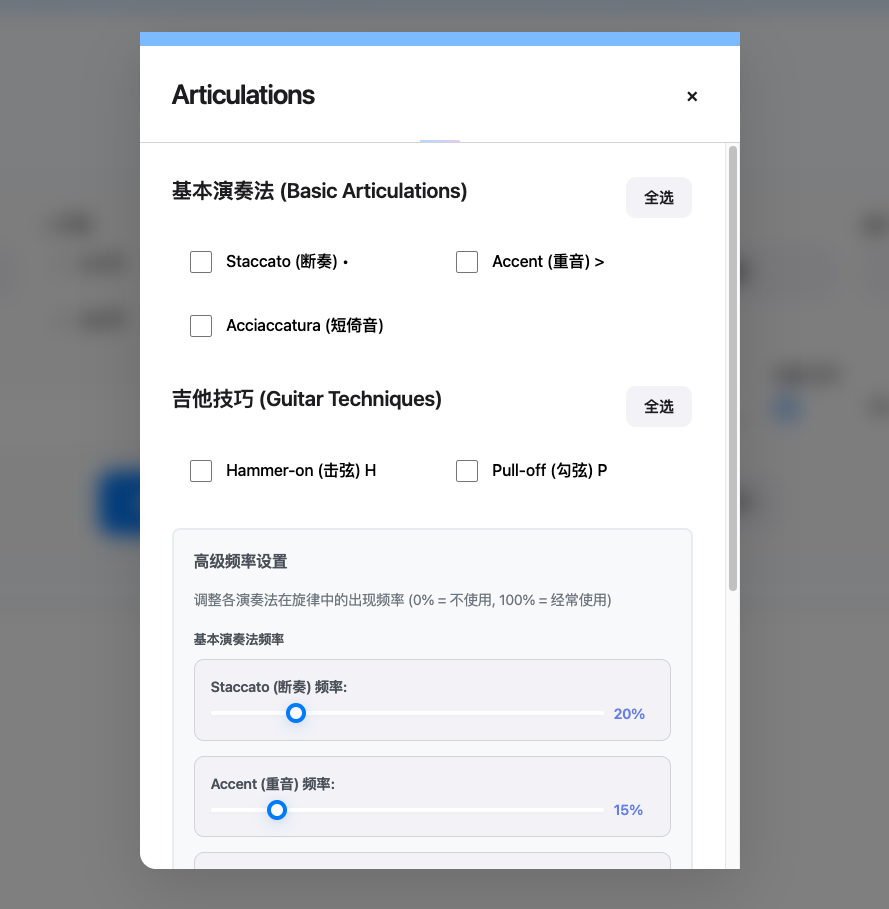 Articulations
×
基本演奏法 (Basic Articulations)
全选
Staccato (断奏) •
Accent (重音) >
Acciaccatura (短倚音)
吉他技巧 (Guitar Techniques)
全选
Hammer-on (击弦) H
Pull-off (勾弦) P
高级频率设置
调整各演奏法在旋律中的出现频率 (0% = 不使用, 100% = 经常使用)
基本演奏法频率
Staccato (断奏) 频率:
20%
Accent (重音) 频率:
15%